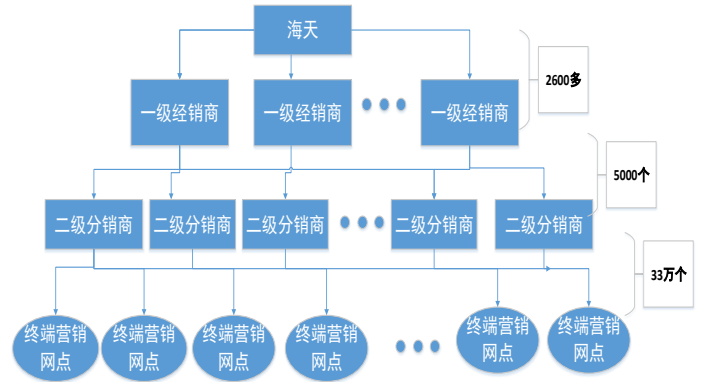 海天
一级经销商
一级经销商
一级经销商
2600多
二级分销商
二级分销商
二级分销商
二级分销商
二级分销商
5000个
终端营销
网点
终端营销
网点
终端营销
网点
终端营销
网点
终端营销
网点
终端营销
网点
33万个